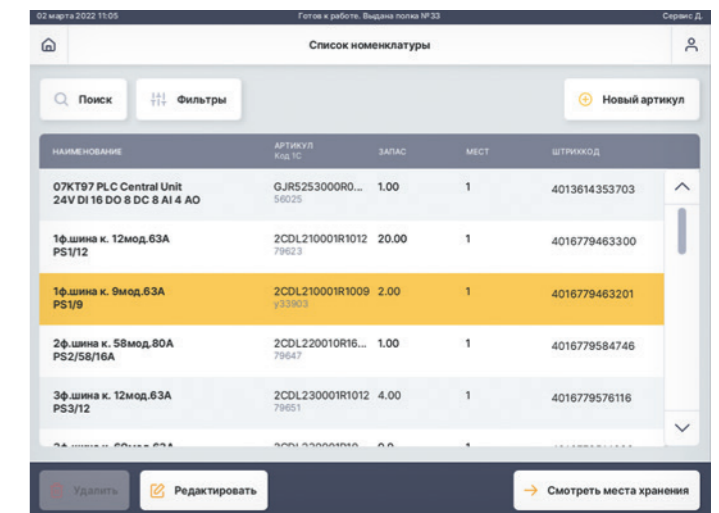 02 марта 2022 11:05 Готов к работе. Выдана полка №33 Сервис Д.
Список номенклатуры
Поиск Фильтры Новый артикул
НАИМЕНОВАНИЕ АРТИКУЛ ЗАПАС МЕСТ ШТРИХКОД
Код 1С
07KT97 PLC Central Unit GJR5253000R0... 1.00 1 4013614353703
24V DI 16 DO 8 DC 8 AI 4 AO 56025
1ф.шина к. 12мод.63А 2CDL210001R1012 20.00 1 4016779463300
PS1/12 79623
1ф.шина к. 9мод.63А 2CDL210001R1009 2.00 1 4016779463201
PS1/9 y33903
2ф.шина к. 58мод.80А 2CDL220010R16... 1.00 1 4016779584746
PS2/58/16A 79647
3ф.шина к. 12мод.63А 2CDL230001R1012 4.00 1 4016779576116
PS3/12 79651
Удалить Редактировать Смотреть места хранения